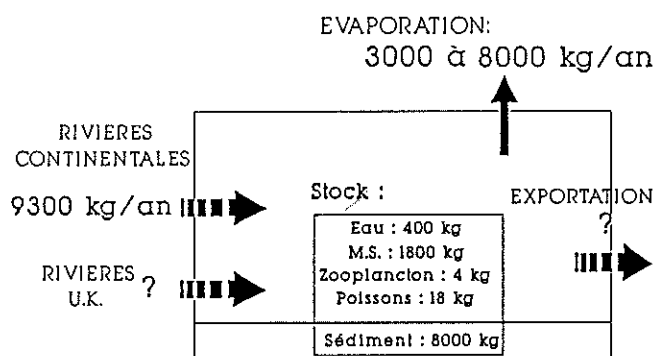 EVAPORATION:
3000 à 8000 kg/an
RIVIERES
CONTINENTALES
9300 kg/an
Stock :
Eau : 400 kg
M.S. : 1800 kg
Zooplancton : 4 kg
Poissons : 18 kg
Sédiment : 8000 kg
EXPORTATION
?
RIVIERES ?
U.K.